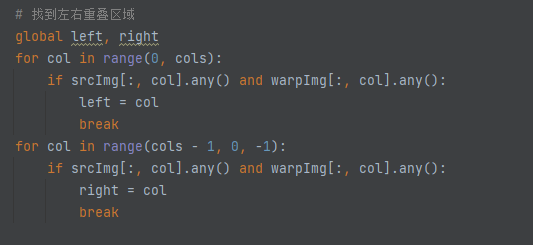 # 找到左右重叠区域
global left, right
for col in range(0, cols):
    if srcImg[:, col].any() and warpImg[:, col].any():
        left = col
        break
for col in range(cols - 1, 0, -1):
    if srcImg[:, col].any() and warpImg[:, col].any():
        right = col
        break